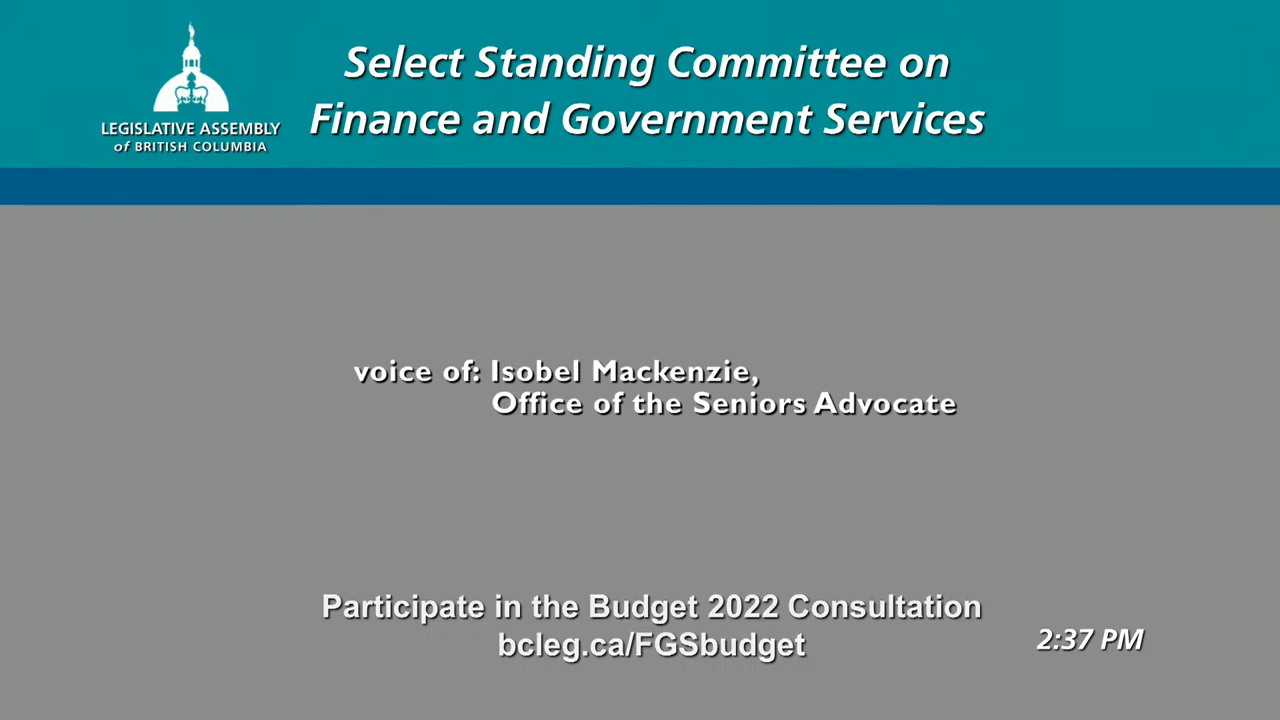 Select Standing Committee on
Finance and Government Services
LEGISLATIVE ASSEMBLY
of BRITISH COLUMBIA
voice of: Isobel Mackenzie,
Office of the Seniors Advocate
Participate in the Budget 2022 Consultation
bcleg.ca/FGSbudget
2:37 PM